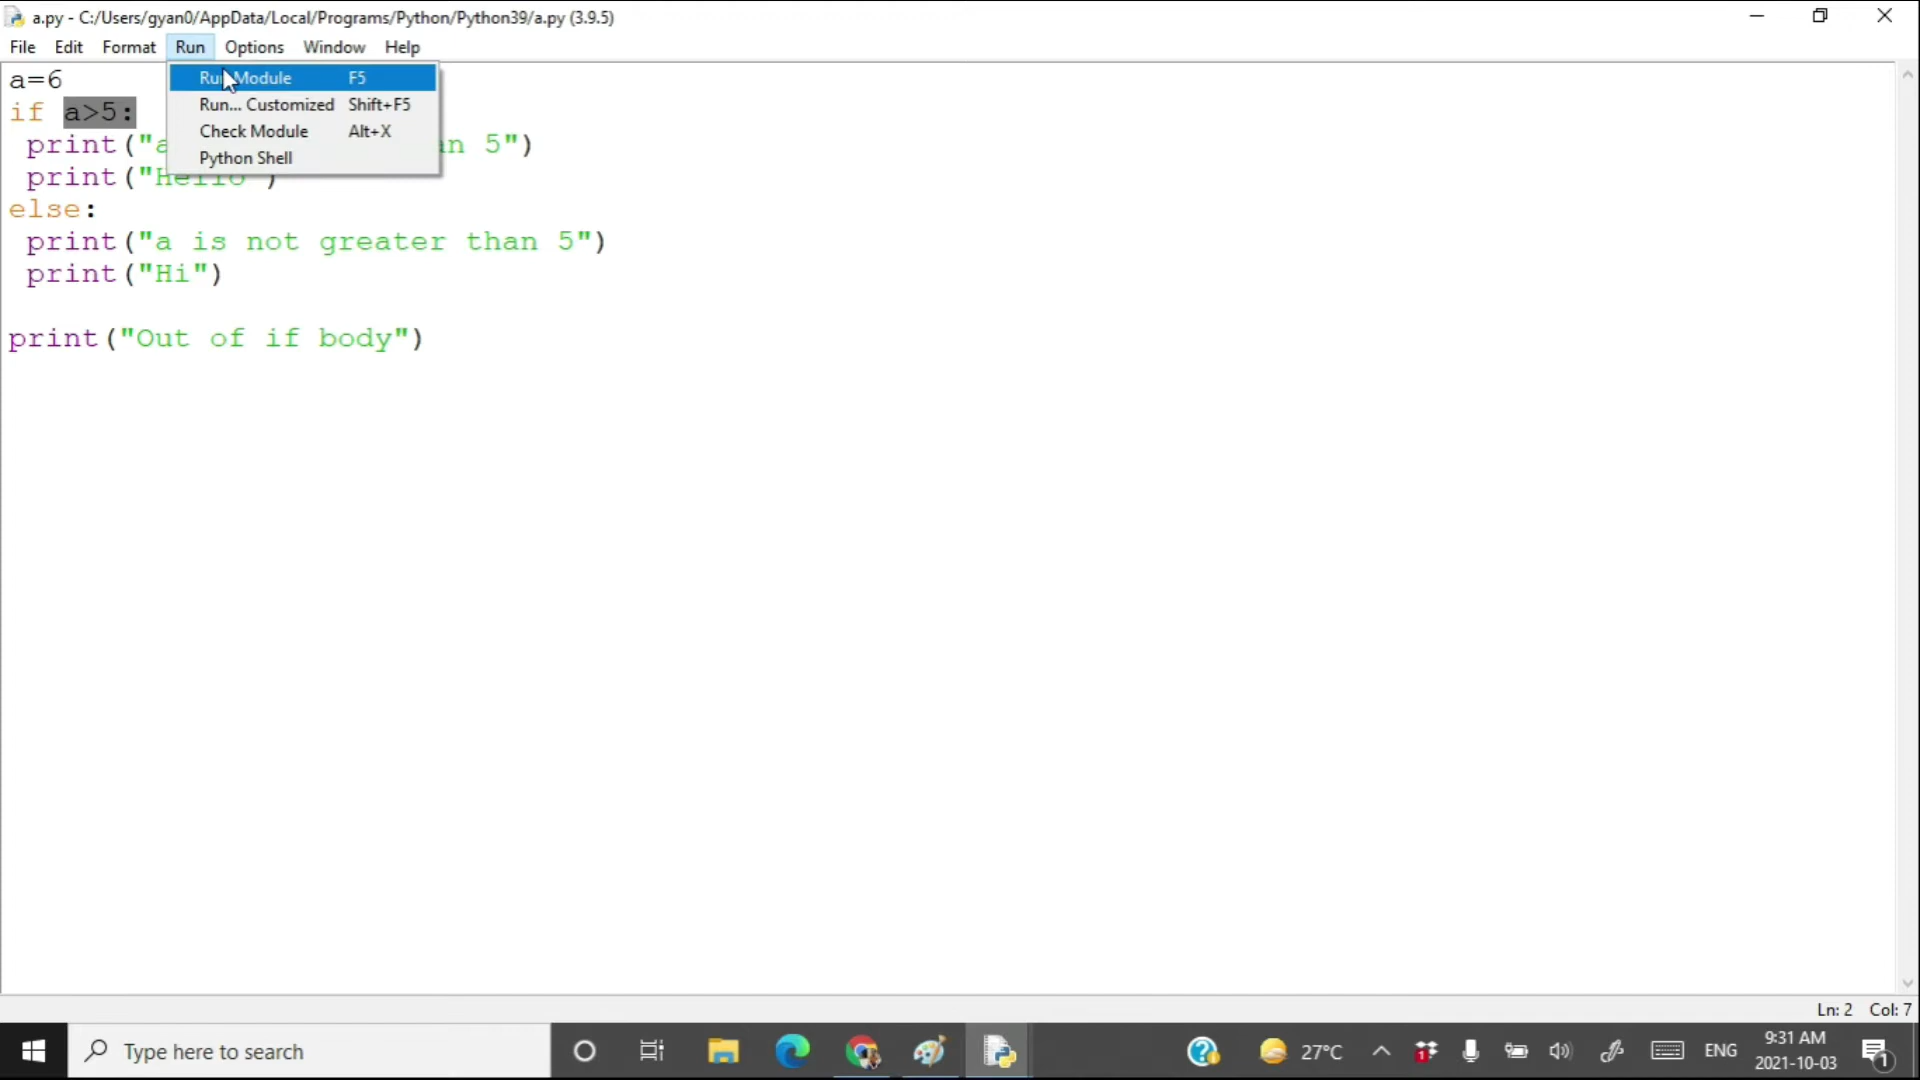 a.py - C:/Users/gyan0/AppData/Local/Programs/Python/Python39/a.py (3.9.5)
File Edit Format Run Options Window Help
a=6
if a>5:
print("a n 5")
print("Hello")
else:
print("a is not greater than 5")
print("Hi")
print("Out of if body")
Run Module F5
Run... Customized Shift+F5
Check Module Alt+X
Python Shell
Ln: 2 Col: 7
Type here to search
27°C
1
ENG
9:31 AM
2021-10-03
1